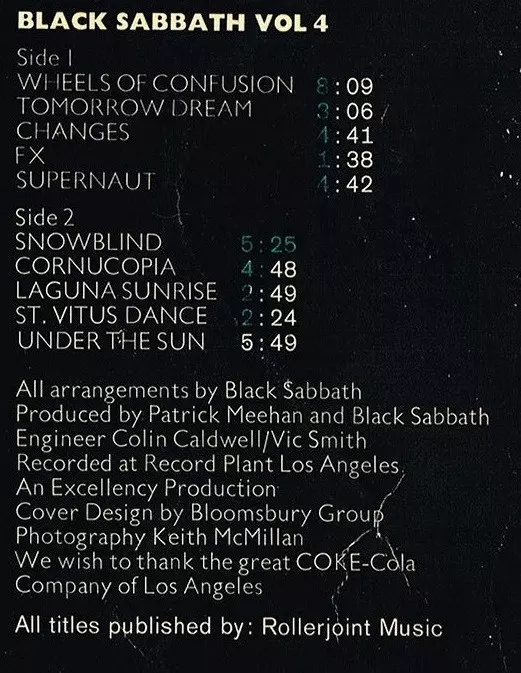 BLACK SABBATH VOL 4
Side 1
WHEELS OF CONFUSION 8:09
TOMORROW DREAM 3:06
CHANGES 4:41
FX 1:38
SUPERNAUT 4:42
Side 2
SNOWBLIND 5:25
CORNUCOPIA 4:48
LAGUNA SUNRISE 2:49
ST. VITUS DANCE 2:24
UNDER THE SUN 5:49
All arrangements by Black Sabbath
Produced by Patrick Meehan and Black Sabbath
Engineer Colin Caldwell/Vic Smith
Recorded at Record Plant Los Angeles.
An Excellency Production
Cover Design by Bloomsbury Group
Photography Keith McMillan
We wish to thank the great COKE-Cola
Company of Los Angeles
All titles published by: Rollerjoint Music